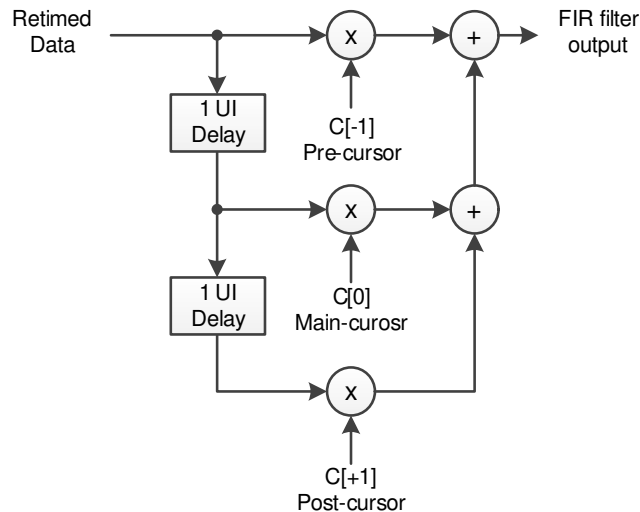 Retimed
Data
x
+
FIR filter
output
1 UI
Delay
C[-1]
Pre-cursor
x
+
1 UI
Delay
C[0]
Main-curosr
x
C[+1]
Post-cursor